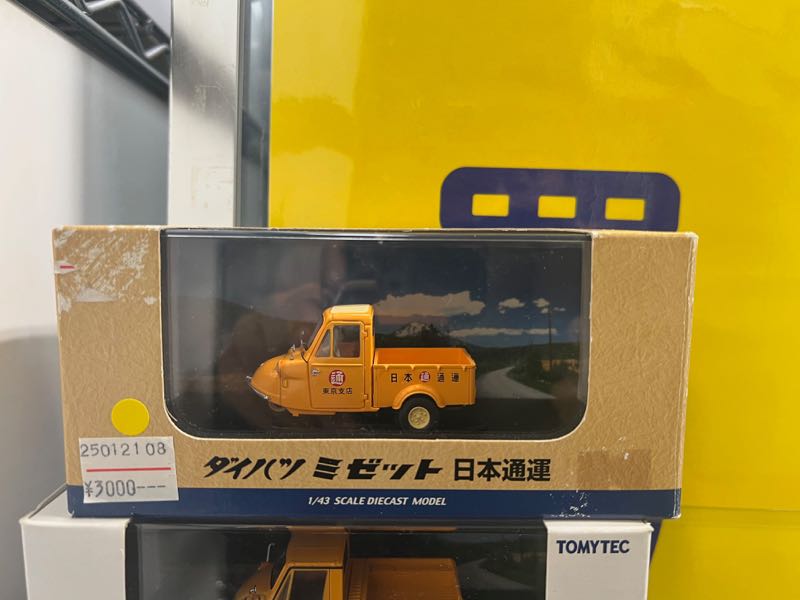 通
東京支店
日本通通運
25012108
¥3000---
ダイハツ ミゼット 日本通運
1/43 SCALE DIECAST MODEL
TOMYTEC